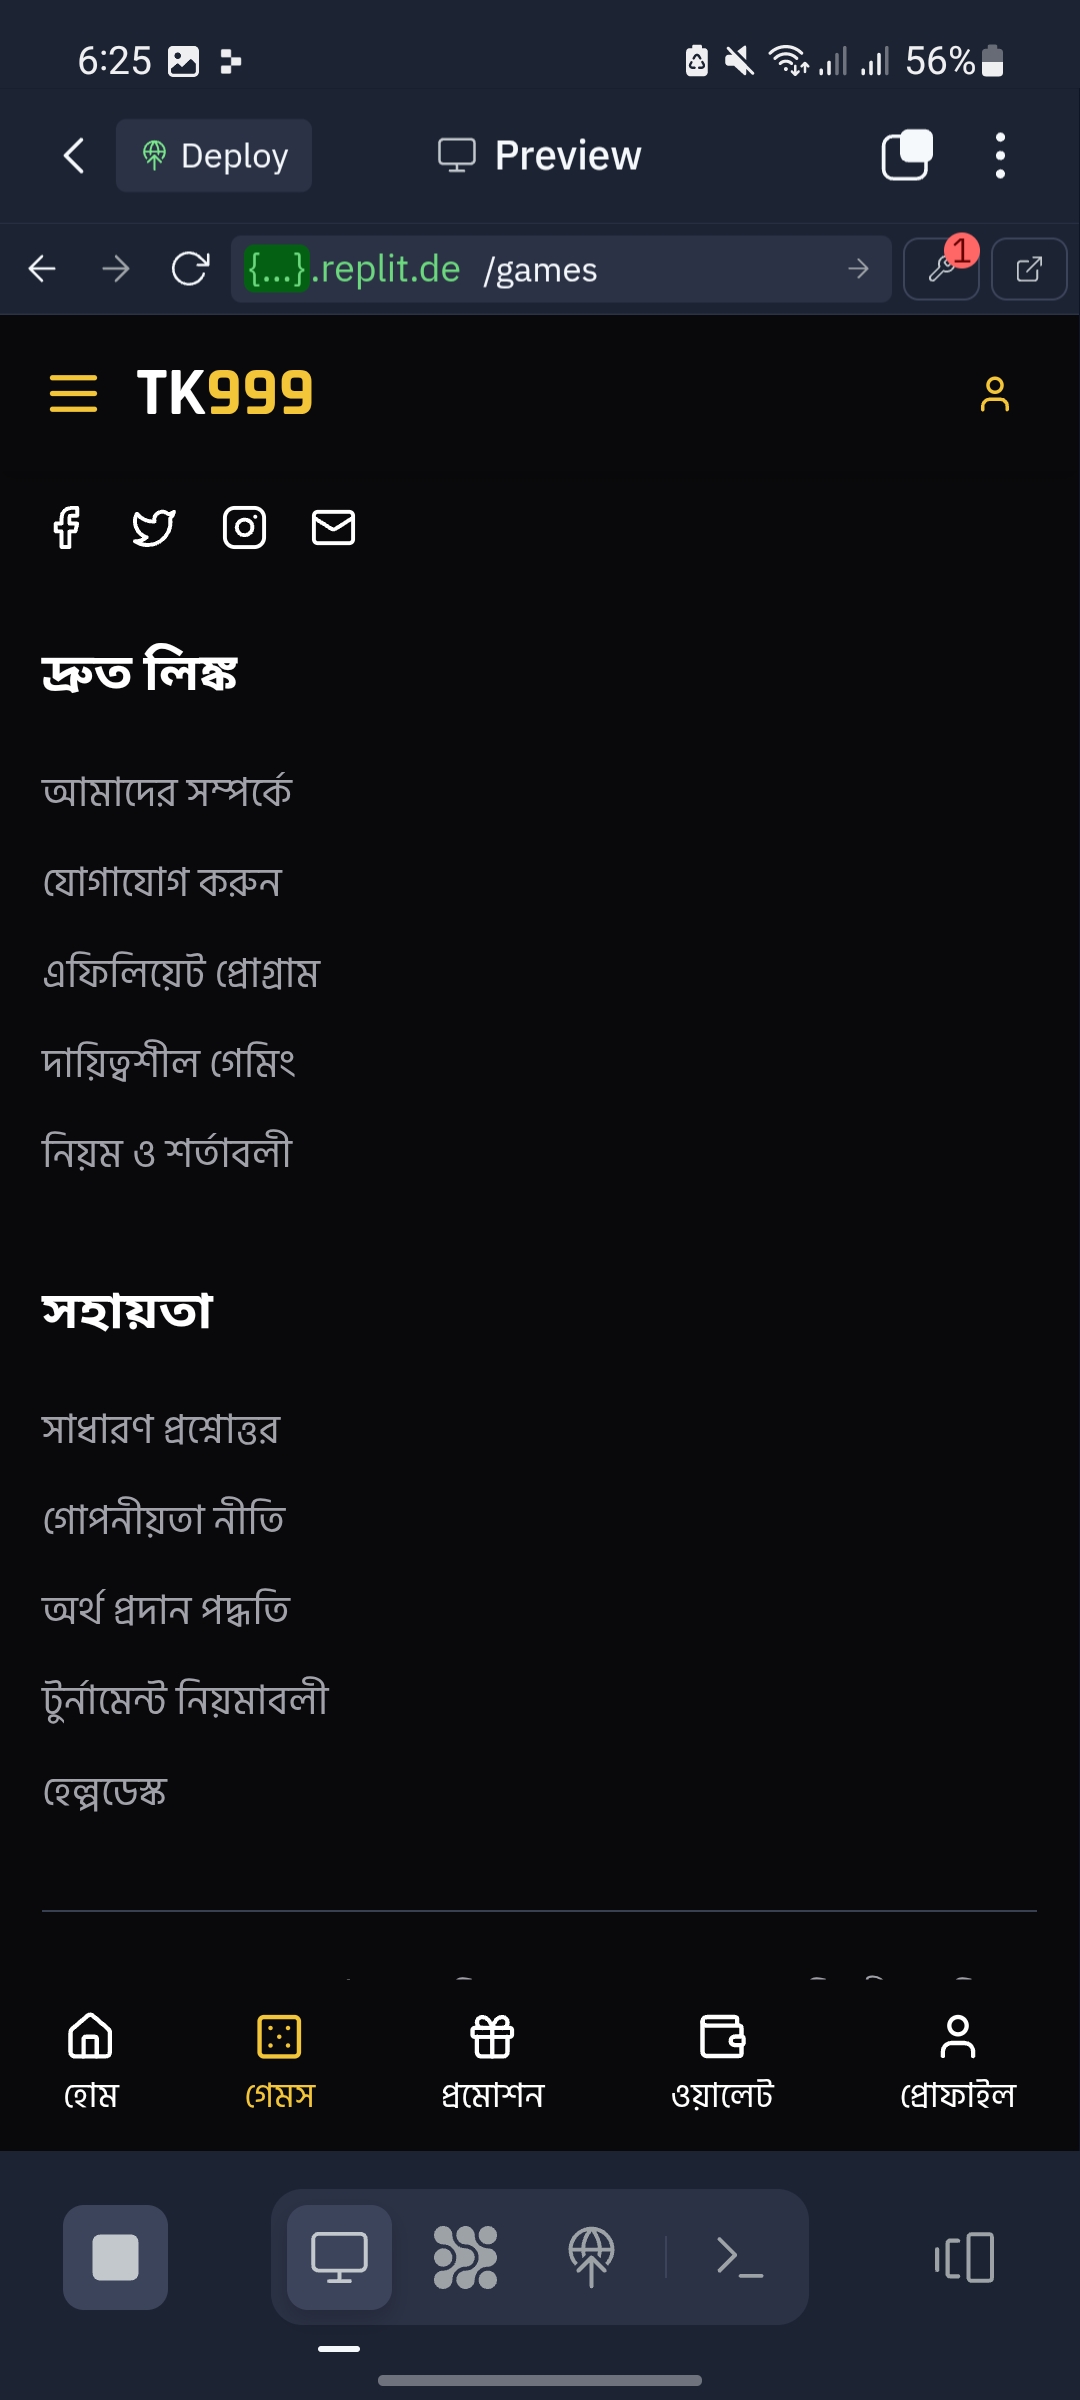 6:25
56%
Deploy
Preview
{...}.replit.de /games
1
TK999
দ্রুত লিঙ্ক
আমাদের সম্পর্কে
যোগাযোগ করুন
এফিলিয়েট প্রোগ্রাম
দায়িত্বশীল গেমিং
নিয়ম ও শর্তাবলী
সহায়তা
সাধারণ প্রশ্নোত্তর
গোপনীয়তা নীতি
অর্থ প্রদান পদ্ধতি
টুর্নামেন্ট নিয়মাবলী
হেল্পডেস্ক
হোম
গেমস
প্রমোশন
ওয়ালেট
প্রোফাইল